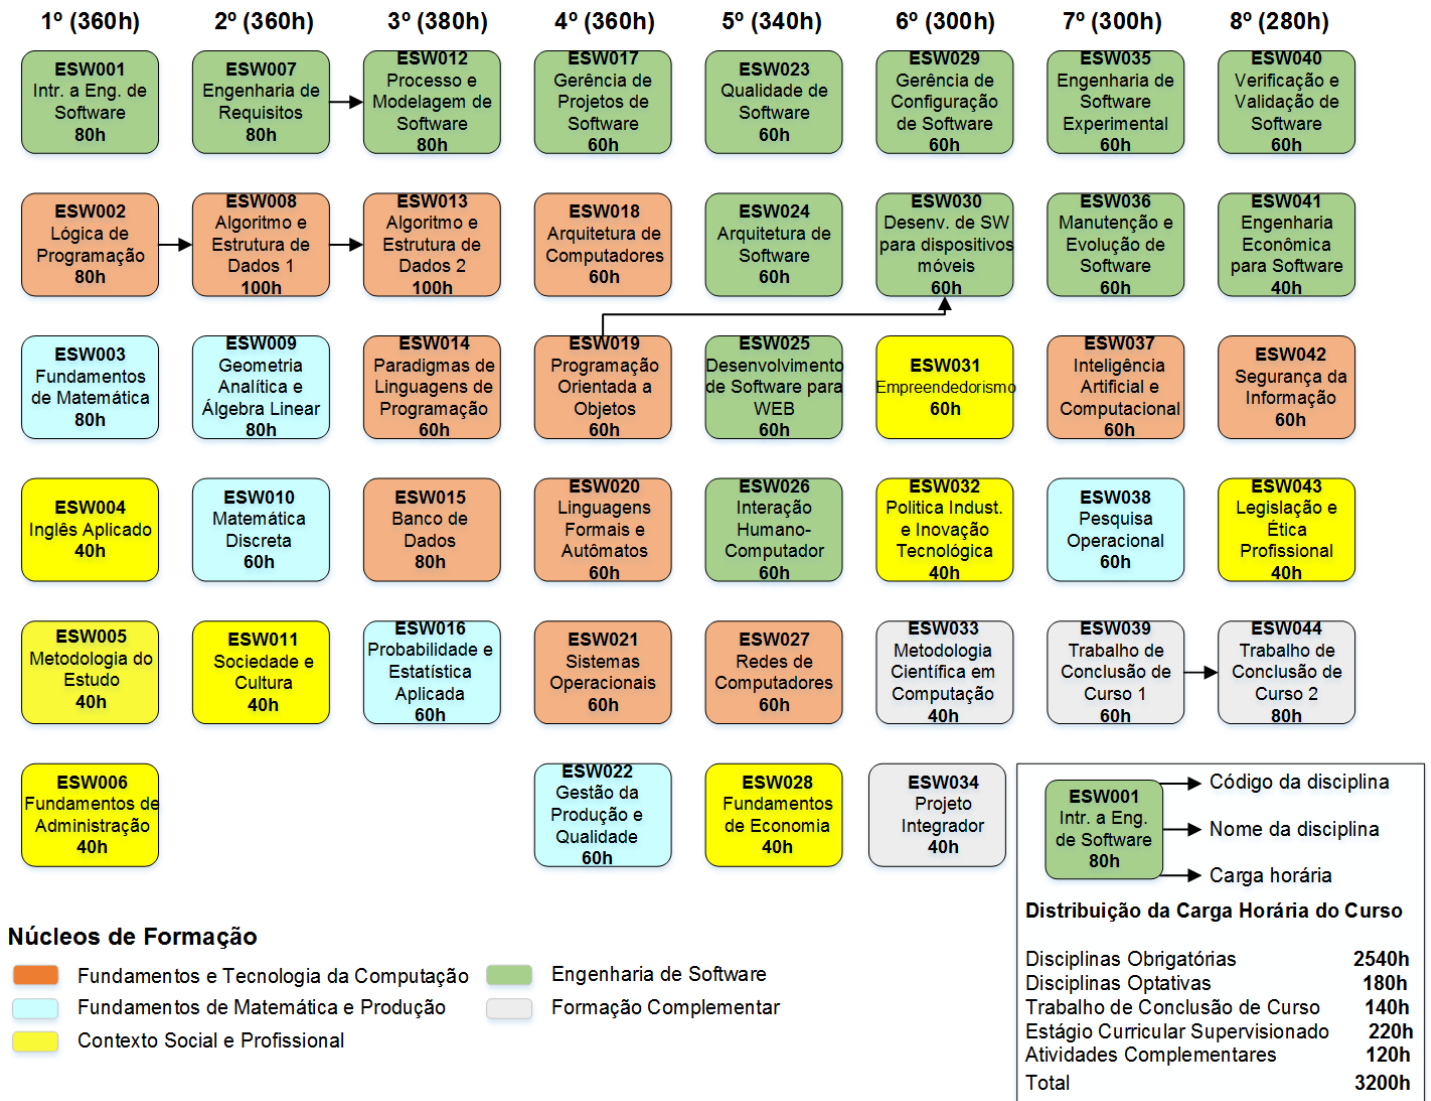 1º (360h)
2º (360h)
3º (380h)
4º (360h)
5º (340h)
6º (300h)
7º (300h)
8º (280h)
ESW001
Intr. a Eng. de
Software
80h
ESW007
Engenharia de
Requisitos
80h
ESW012
Processo e
Modelagem de
Software
80h
ESW017
Gerência de
Projetos de
Software
60h
ESW023
Qualidade de
Software
60h
ESW029
Gerência de
Configuração
de Software
60h
ESW035
Engenharia de
Software
Experimental
60h
ESW040
Verificação e
Validação de
Software
60h
ESW002
Lógica de
Programação
80h
ESW008
Algoritmo e
Estrutura de
Dados 1
100h
ESW013
Algoritmo e
Estrutura de
Dados 2
100h
ESW018
Arquitetura de
Computadores
60h
ESW024
Arquitetura de
Software
60h
ESW030
Desenv. de SW
para dispositivos
móveis
60h
ESW036
Manutenção e
Evolução de
Software
60h
ESW041
Engenharia
Econômica
para Software
40h
ESW003
Fundamentos
de Matemática
80h
ESW009
Geometria
Analítica e
Álgebra Linear
80h
ESW014
Paradigmas de
Linguagens de
Programação
60h
ESW019
Programação
Orientada a
Objetos
60h
ESW025
Desenvolvimento
de Software para
WEB
60h
ESW031
Empreendedorismo
60h
ESW037
Inteligência
Artificial e
Computacional
60h
ESW042
Segurança da
Informação
60h
ESW004
Inglês Aplicado
40h
ESW010
Matemática
Discreta
60h
ESW015
Banco de
Dados
80h
ESW020
Linguagens
Formais e
Autômatos
60h
ESW026
Interação
Humano-
Computador
60h
ESW032
Politica Indust.
e Inovação
Tecnológica
40h
ESW038
Pesquisa
Operacional
60h
ESW043
Legislação e
Ética
Profissional
40h
ESW005
Metodologia do
Estudo
40h
ESW011
Sociedade e
Cultura
40h
ESW016
Probabilidade e
Estatística
Aplicada
60h
ESW021
Sistemas
Operacionais
60h
ESW027
Redes de
Computadores
60h
ESW033
Metodologia
Científica em
Computação
40h
ESW039
Trabalho de
Conclusão de
Curso 1
60h
ESW044
Trabalho de
Conclusão de
Curso 2
80h
ESW006
Fundamentos de
Administração
40h
ESW022
Gestão da
Produção e
Qualidade
60h
ESW028
Fundamentos
de Economia
40h
ESW034
Projeto
Integrador
40h
ESW001
Intr. a Eng.
de Software
80h
Código da disciplina
Nome da disciplina
Carga horária
Distribuição da Carga Horária do Curso
Disciplinas Obrigatórias 2540h
Disciplinas Optativas 180h
Trabalho de Conclusão de Curso 140h
Estágio Curricular Supervisionado 220h
Atividades Complementares 120h
Total 3200h
Núcleos de Formação
Fundamentos e Tecnologia da Computação
Engenharia de Software
Fundamentos de Matemática e Produção
Formação Complementar
Contexto Social e Profissional